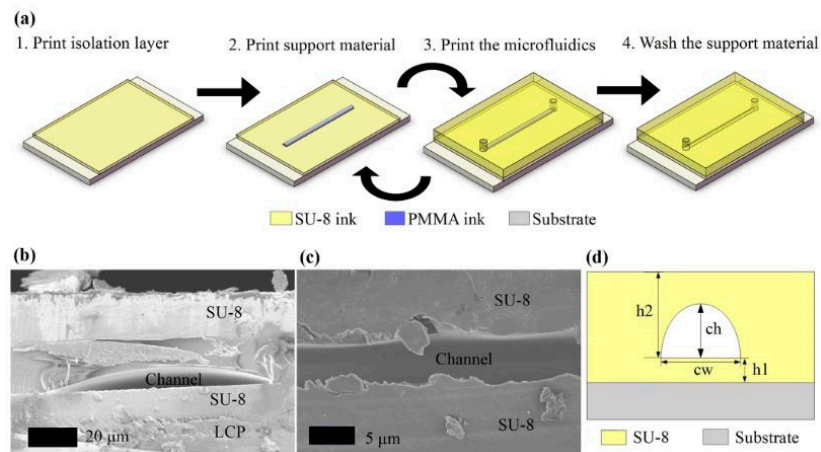 (a)
1. Print isolation layer
2. Print support material
3. Print the microfluidics
4. Wash the support material
SU-8 ink
PMMA ink
Substrate
(b)
SU-8
Channel
SU-8
LCP
20 μm
(c)
SU-8
Channel
SU-8
5 μm
(d)
h2
ch
cw
h1
SU-8
Substrate